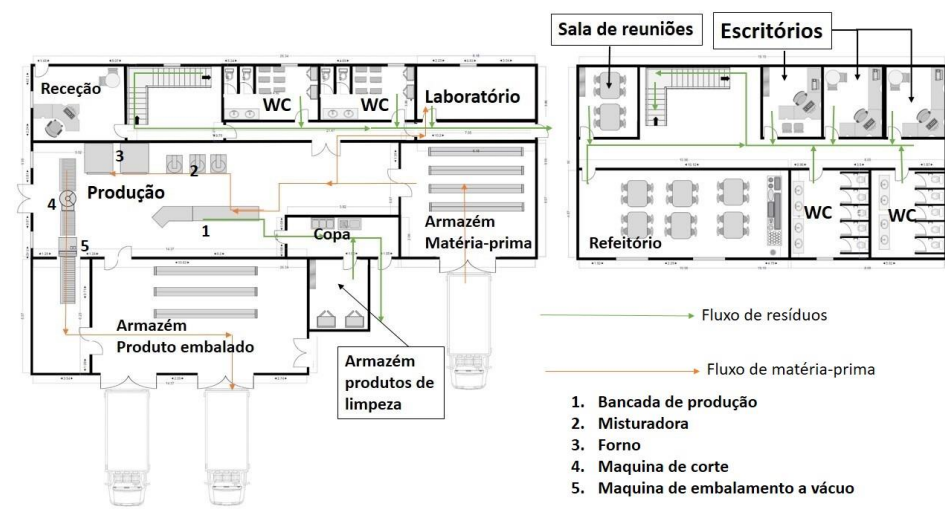 Sala de reuniões
Escritórios
Receção
WC
WC
Laboratório
3
2
Produção
4
1
5
Copa
Armazém
Matéria-prima
Refeitório
WC
WC
Armazém
Produto embalado
Armazém
produtos de
limpeza
Fluxo de resíduos
Fluxo de matéria-prima
1. Bancada de produção
2. Misturadora
3. Forno
4. Maquina de corte
5. Maquina de embalamento a vácuo